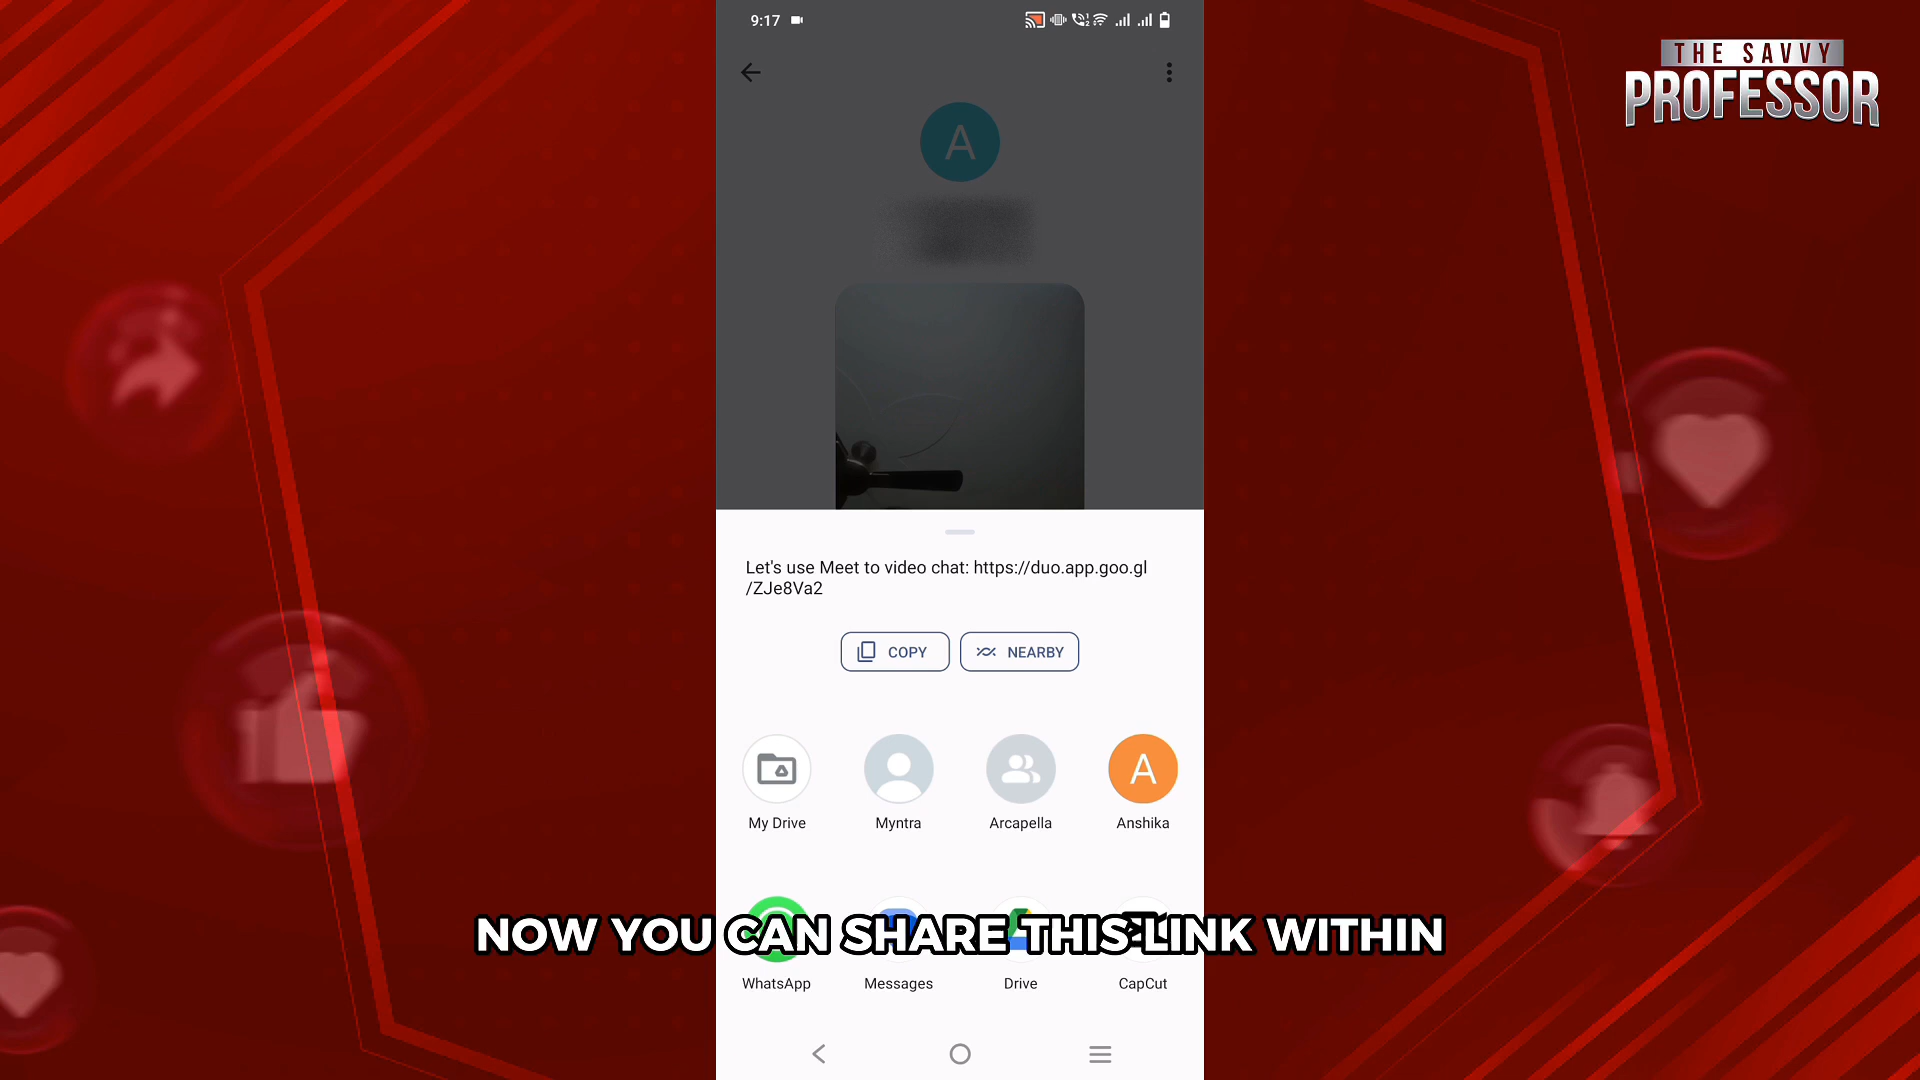 9:17
THE SAVVY
PROFESSOR
A
Let's use Meet to video chat: https://duo.app.goo.gl
/ZJe8Va2
COPY
NEARBY
A
My Drive
Myntra
Arcapella
Anshika
NOW YOU CAN SHARE THIS LINK WITHIN
WhatsApp
Messages
Drive
CapCut